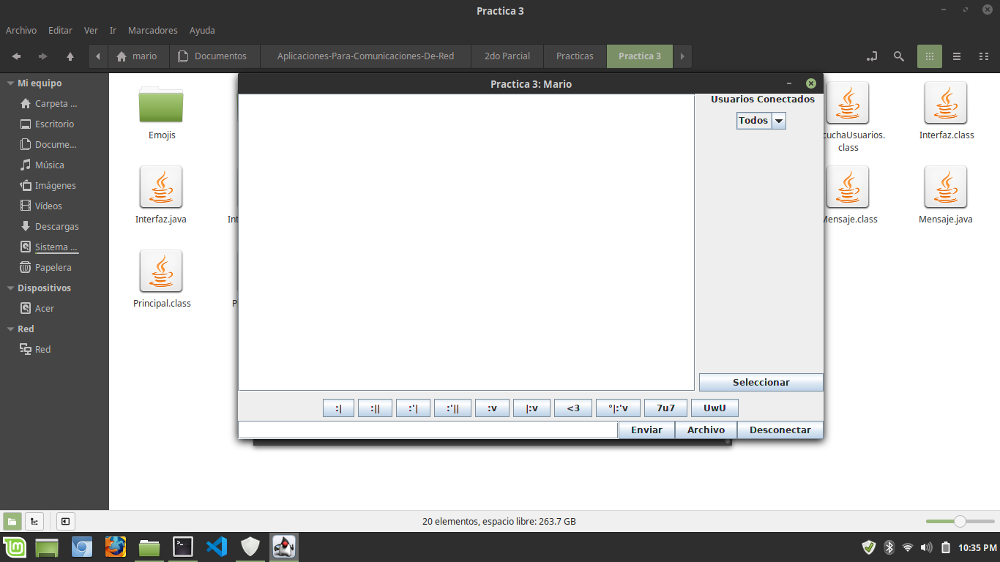 Practica 3
Archivo Editar Ver Ir Marcadores Ayuda
mario Documentos Aplicaciones-Para-Comunicaciones-De-Red 2do Parcial Practicas Practica 3
Mi equipo
Carpeta ...
Escritorio
Docume...
Música
Imágenes
Vídeos
Descargas
Sistema ...
Papelera
Dispositivos
Acer
Red
Red
Emojis
Interfaz.java
Int
Principal.class
P
Practica 3: Mario
Usuarios Conectados
Todos
Seleccionar
:| :|| :'| :'|| :v |:v <3 °|:'v 7u7 UwU
Enviar Archivo Desconectar
cuchaUsuarios.
class
Interfaz.class
Mensaje.class
Mensaje.java
20 elementos, espacio libre: 263.7 GB
10:35 PM